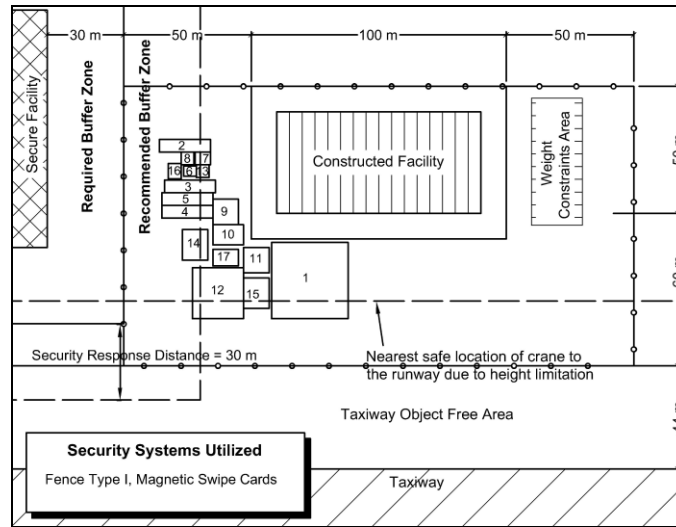 30 m
50 m
100 m
50 m
Secure Facility
Required Buffer Zone
Recommended Buffer Zone
Constructed Facility
Weight
Constraints Area
2
8
7
16
6
13
3
5
4
9
10
14
17
11
1
12
15
Security Response Distance = 30 m
Nearest safe location of crane to
the runway due to height limitation
Taxiway Object Free Area
Security Systems Utilized
Fence Type I, Magnetic Swipe Cards
Taxiway